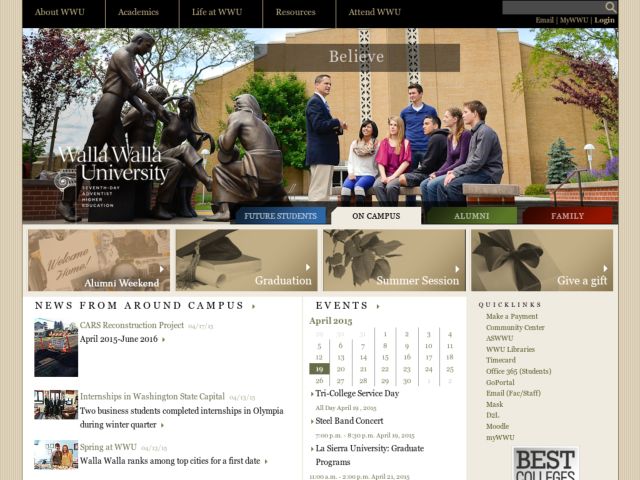 About WWU
Academics
Life at WWU
Resources
Attend WWU
Email | MyWWU | Login
Believe
Walla Walla
University
SEVENTH-DAY
ADVENTIST
HIGHER
EDUCATION
FUTURE STUDENTS
ON CAMPUS
ALUMNI
FAMILY
Welcome
Home!
Alumni Weekend
Graduation
Summer Session
Give a gift
NEWS FROM AROUND CAMPUS
CARS Reconstruction Project 04/17/15
April 2015-June 2016
Internships in Washington State Capital 04/13/15
Two business students completed internships in Olympia
during winter quarter
Spring at WWU 04/13/15
Walla Walla ranks among top cities for a first date
EVENTS
April 2015
29 30 31 1 2 3 4
5 6 7 8 9 10 11
12 13 14 15 16 17 18
19 20 21 22 23 24 25
26 27 28 29 30 1 2
Tri-College Service Day
All Day April 19, 2015
Steel Band Concert
7:00 p.m. - 8:30 p.m. April 19, 2015
La Sierra University: Graduate
Programs
11:00 a.m. - 2:00 p.m. April 21, 2015
QUICKLINKS
Make a Payment
Community Center
ASWWU
WWU Libraries
Timecard
Office 365 (Students)
GoPortal
Email (Fac/Staff)
Mask
D2L
Moodle
myWWU
BEST
COLLEGES